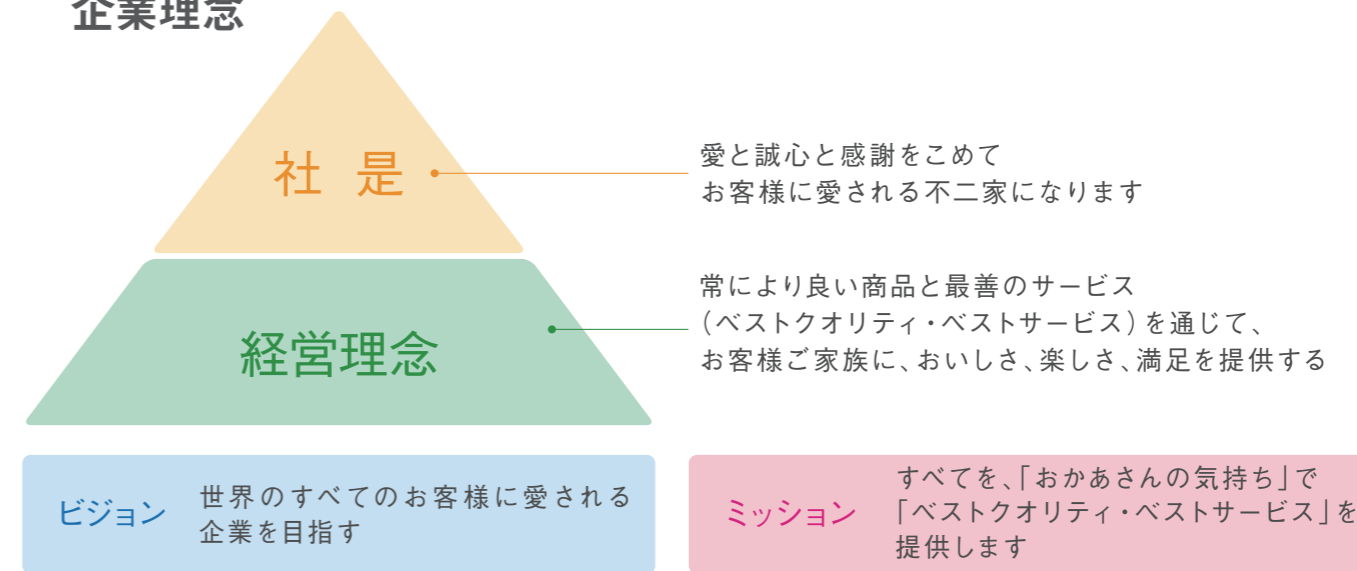 企業理念
社 是
愛と誠心と感謝をこめて
お客様に愛される不二家になります
経営理念
常により良い商品と最善のサービス
(ベストクオリティ・ベストサービス)を通じて、
お客様ご家族に、おいしさ、楽しさ、満足を提供する
ビジョン
世界のすべてのお客様に愛される
企業を目指す
ミッション
すべてを、「おかあさんの気持ち」で
「ベストクオリティ・ベストサービス」を
提供します